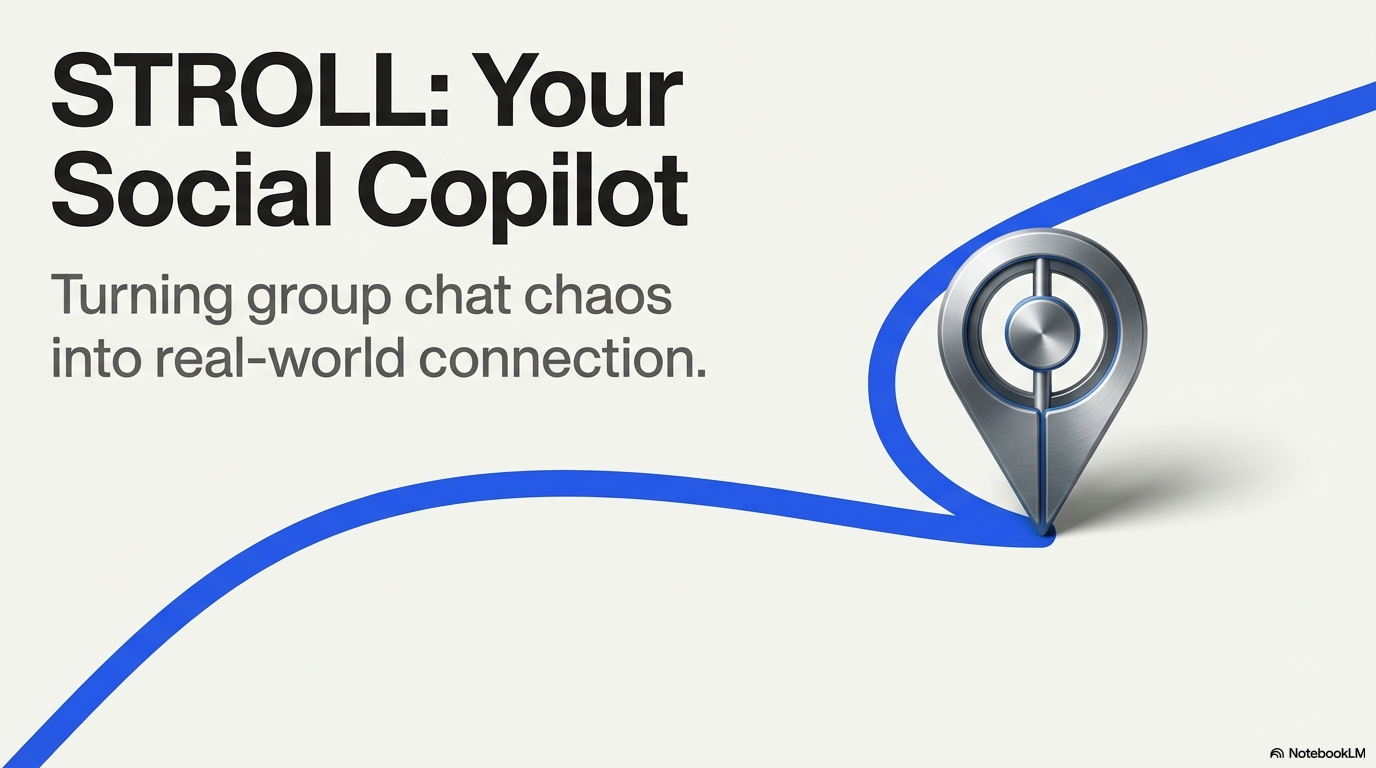 STROLL: Your
Social Copilot
Turning group chat chaos
into real-world connection.
NotebookLM